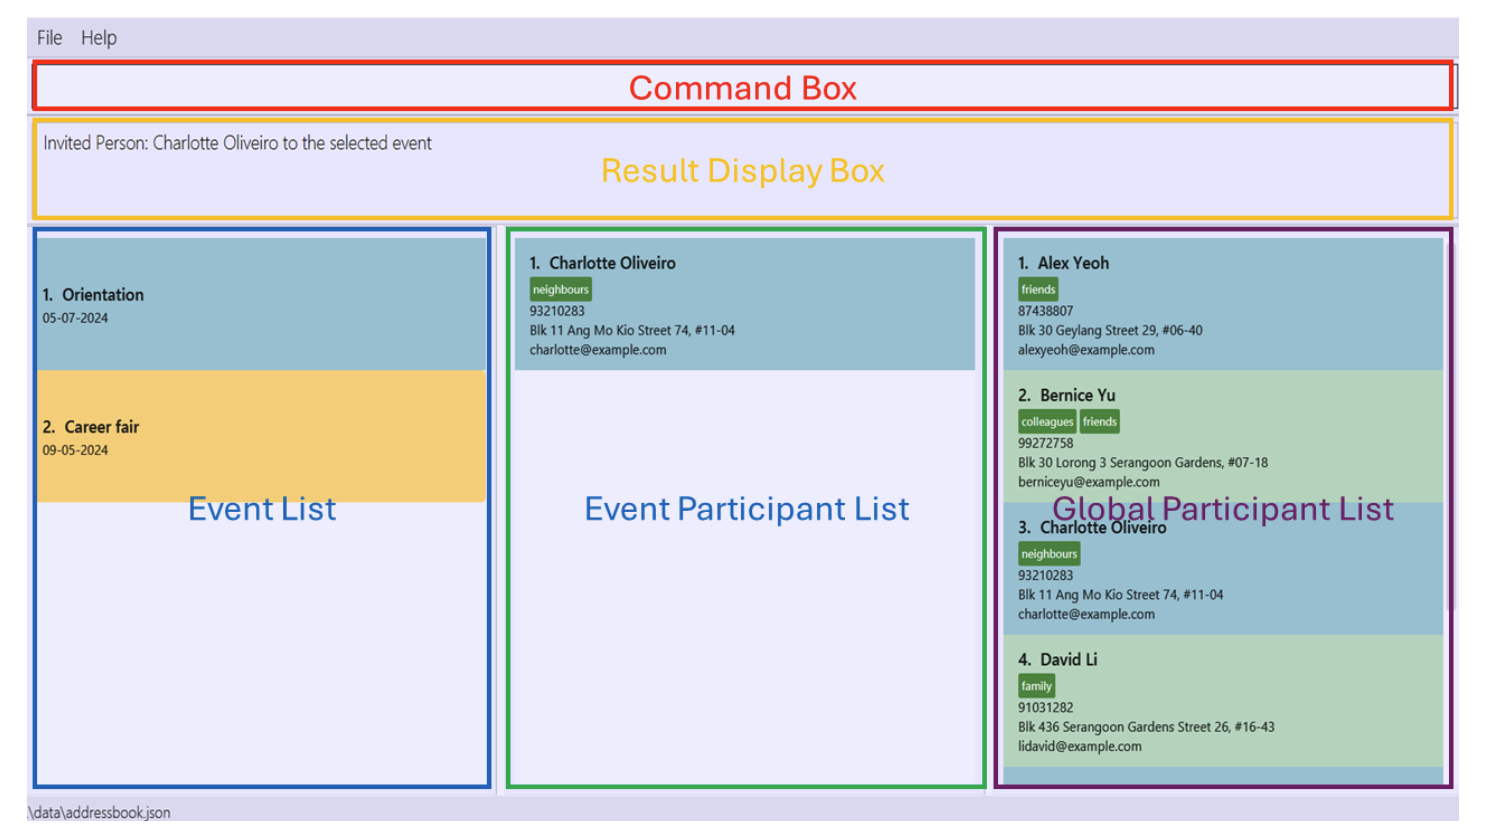 File Help
Command Box
Invited Person: Charlotte Oliveiro to the selected event
Result Display Box
1. Orientation
05-07-2024
2. Career fair
09-05-2024
Event List
1. Charlotte Oliveiro
neighbours
93210283
Blk 11 Ang Mo Kio Street 74, #11-04
charlotte@example.com
Event Participant List
1. Alex Yeoh
friends
87438807
Blk 30 Geylang Street 29, #06-40
alexyeoh@example.com
2. Bernice Yu
colleagues friends
99272758
Blk 30 Lorong 3 Serangoon Gardens, #07-18
berniceyu@example.com
Global Participant List
3. Charlotte Oliveiro
neighbours
93210283
Blk 11 Ang Mo Kio Street 74, #11-04
charlotte@example.com
4. David Li
family
91031282
Blk 436 Serangoon Gardens Street 26, #16-43
lidavid@example.com
.\data\addressbook.json